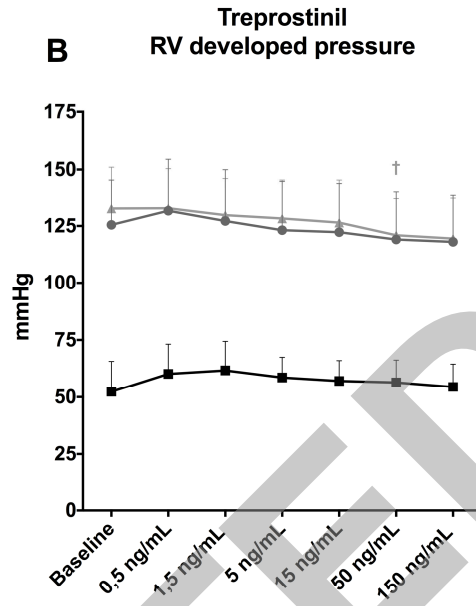 Treprostinil
B RV developed pressure
175
150
†
125
100
mmHg
75
50
25
0
Baseline
0,5 ng/mL
1,5 ng/mL
5 ng/mL
15 ng/mL
50 ng/mL
150 ng/mL